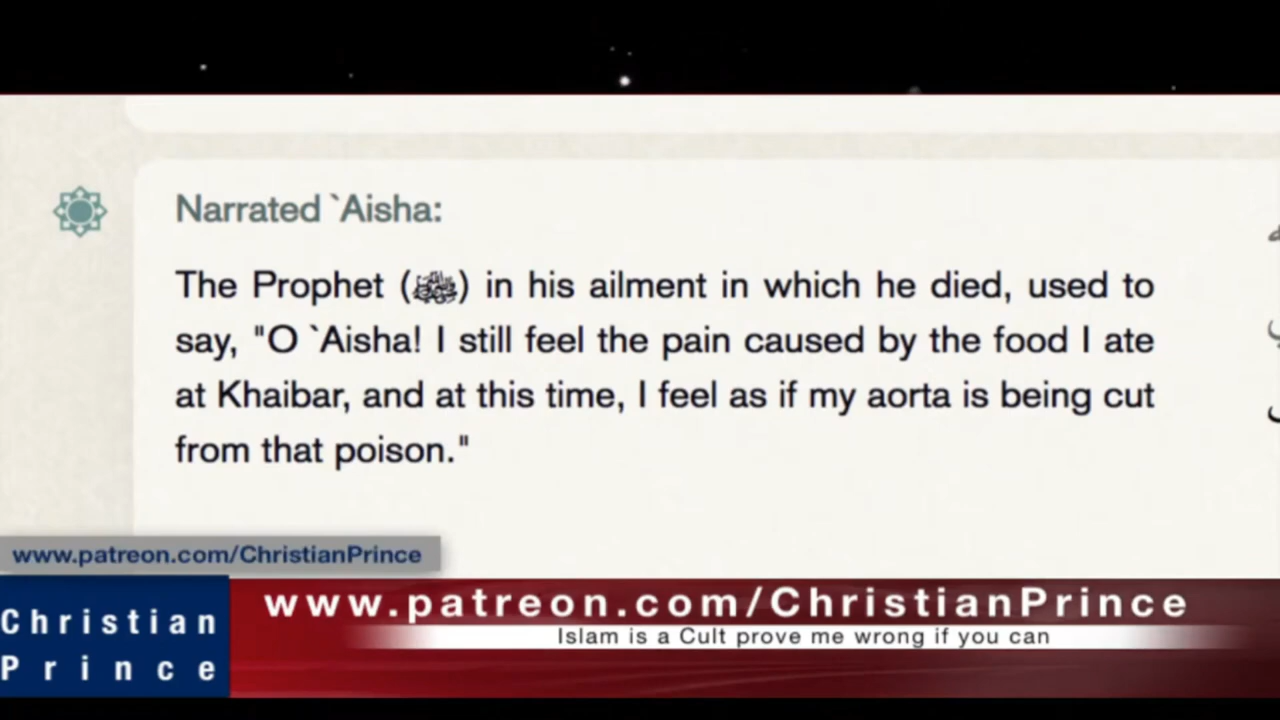 Narrated `Aisha:
The Prophet (ﷺ) in his ailment in which he died, used to
say, "O `Aisha! I still feel the pain caused by the food I ate
at Khaibar, and at this time, I feel as if my aorta is being cut
from that poison."
www.patreon.com/ChristianPrince
Christian
Prince
www.patreon.com/ChristianPrince
Islam is a Cult prove me wrong if you can